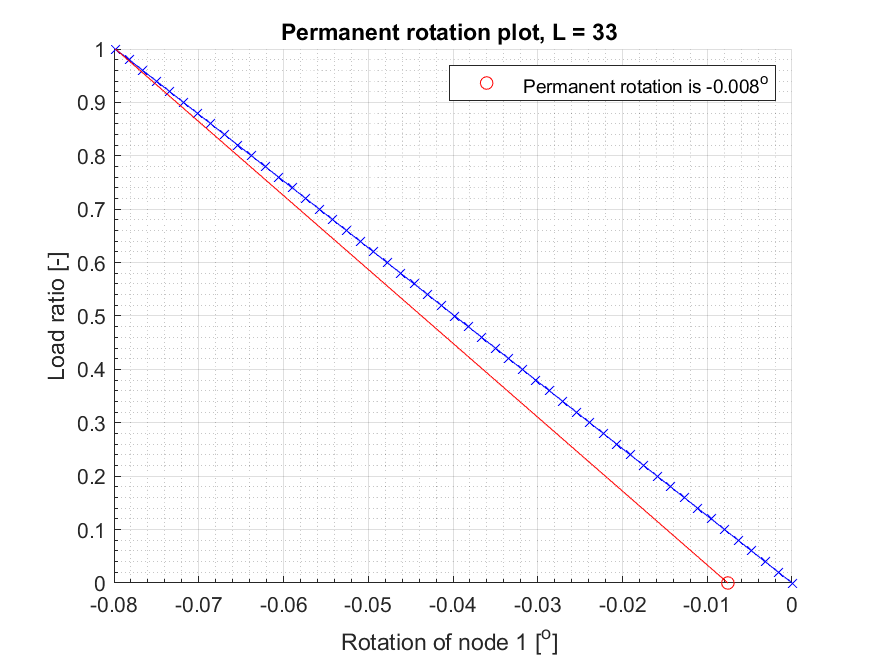 Permanent rotation plot, L = 33
Permanent rotation is -0.008°
1
0.9
0.8
0.7
0.6
0.5
0.4
0.3
0.2
0.1
0
Load ratio [-]
-0.08 -0.07 -0.06 -0.05 -0.04 -0.03 -0.02 -0.01 0
Rotation of node 1 [°]